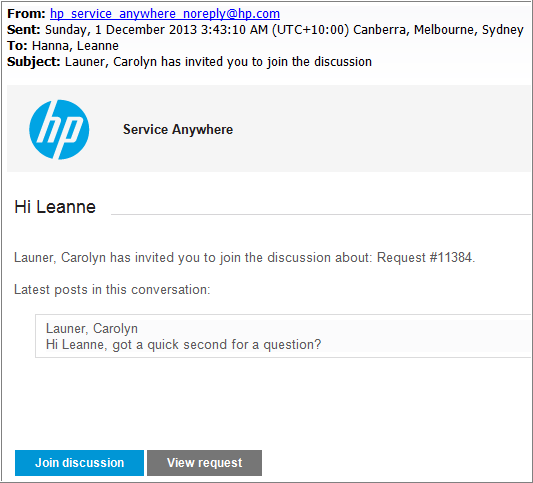 From: hp_service_anywhere_noreply@hp.com
Sent: Sunday, 1 December 2013 3:43:10 AM (UTC+10:00) Canberra, Melbourne, Sydney
To: Hanna, Leanne
Subject: Launer, Carolyn has invited you to join the discussion
hp
Service Anywhere
Hi Leanne
Launer, Carolyn has invited you to join the discussion about: Request #11384.
Latest posts in this conversation:
Launer, Carolyn
Hi Leanne, got a quick second for a question?
Join discussion View request